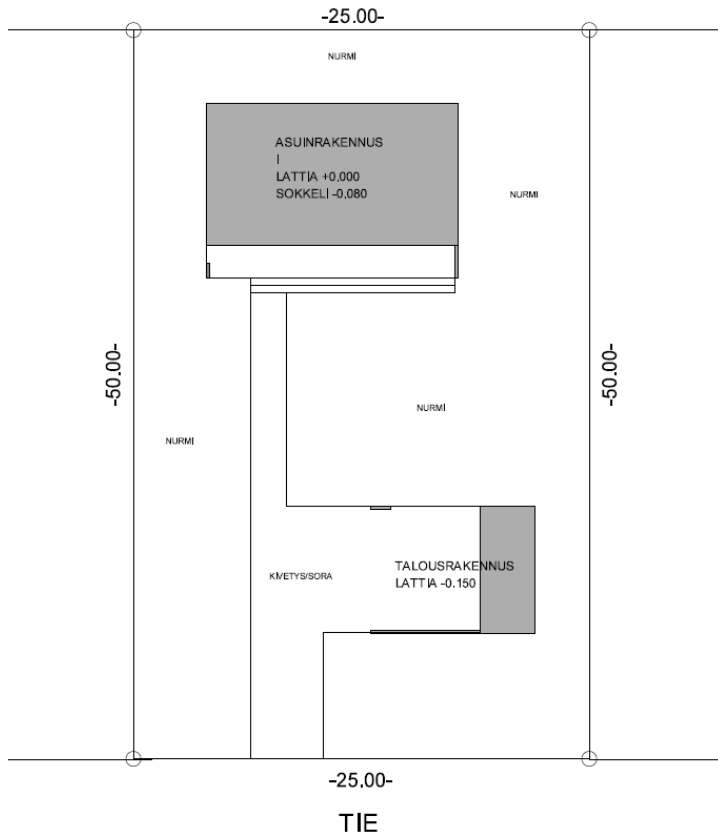 -25.00-
NURMI
ASUINRAKENNUS
I
LATTIA +0.000
SOKKELI -0.080
NURMI
-50.00-
-50.00-
NURMI
NURMI
KIVETYS/SORA
TALOUSRAKENNUS
LATTIA -0.150
-25.00-
TIE